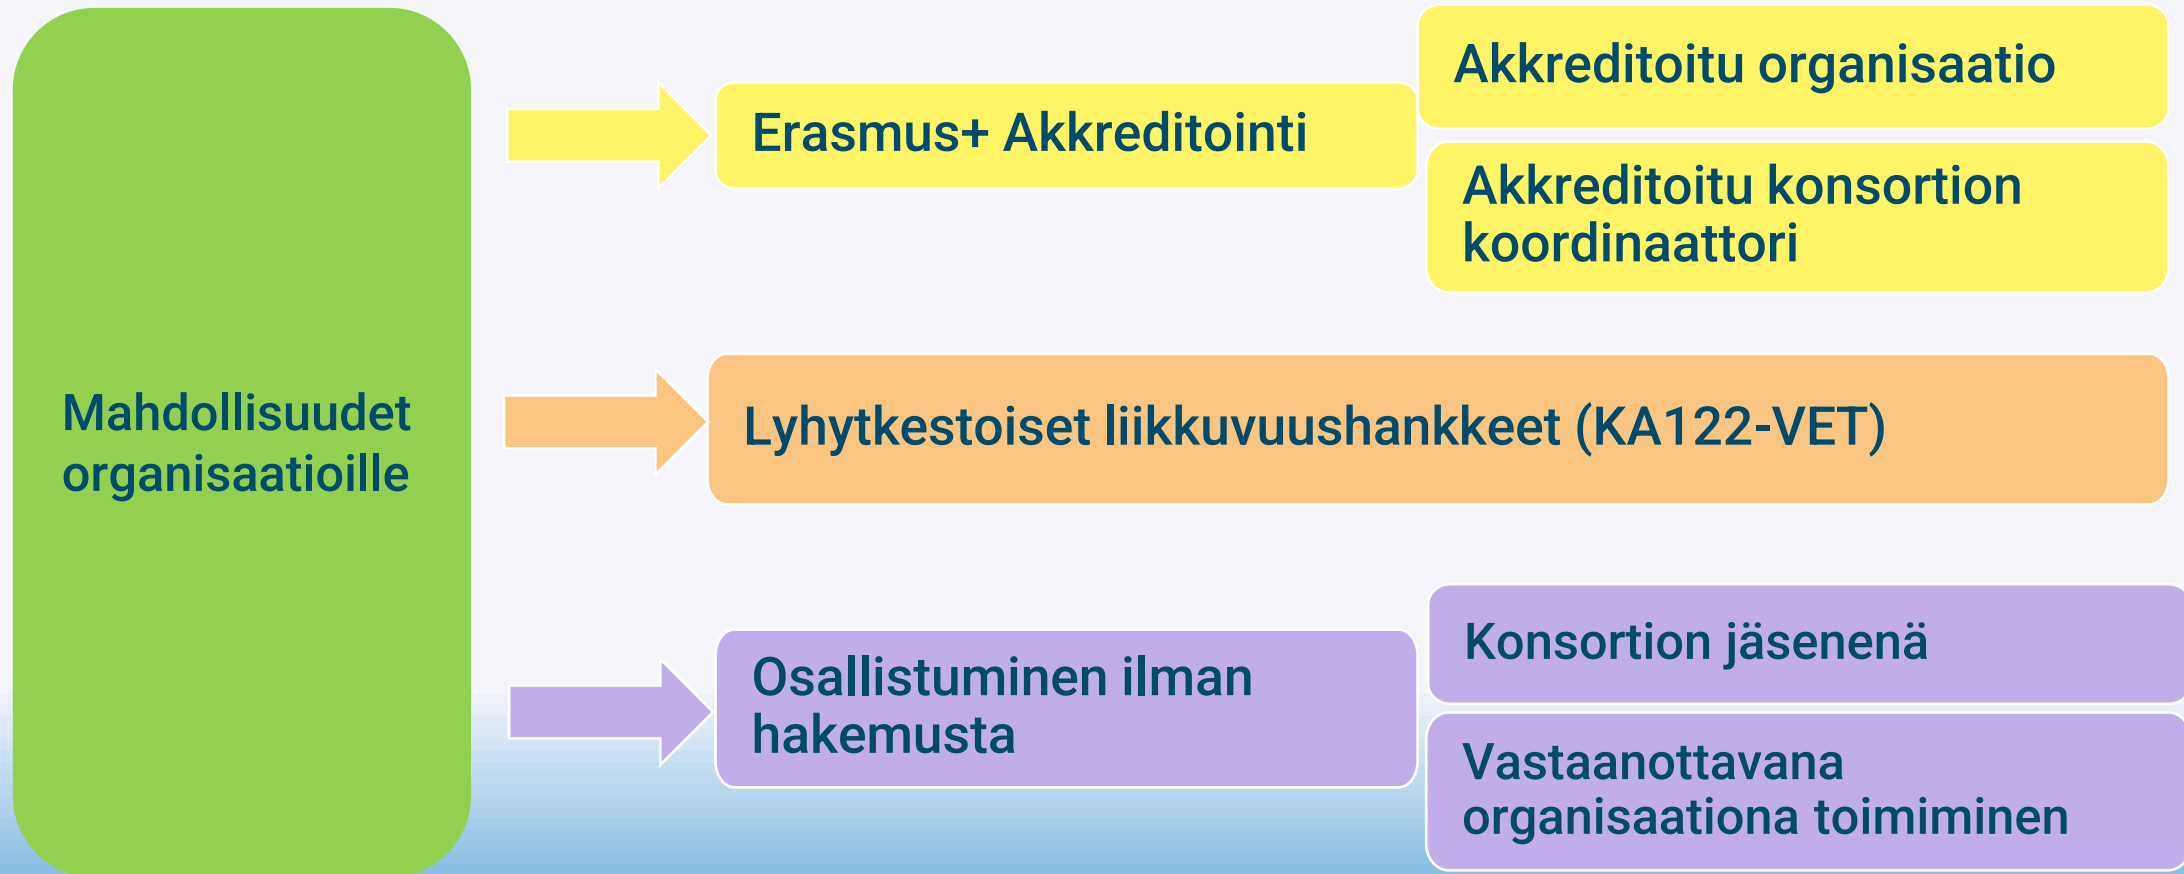 Mahdollisuudet
organisaatioille
Erasmus+ Akkreditointi
Akkreditoitu organisaatio
Akkreditoitu konsortion
koordinaattori
Lyhytkestoiset liikkuvuushankkeet (KA122-VET)
Osallistuminen ilman
hakemusta
Konsortion jäsenenä
Vastaanottavana
organisaationa toimiminen